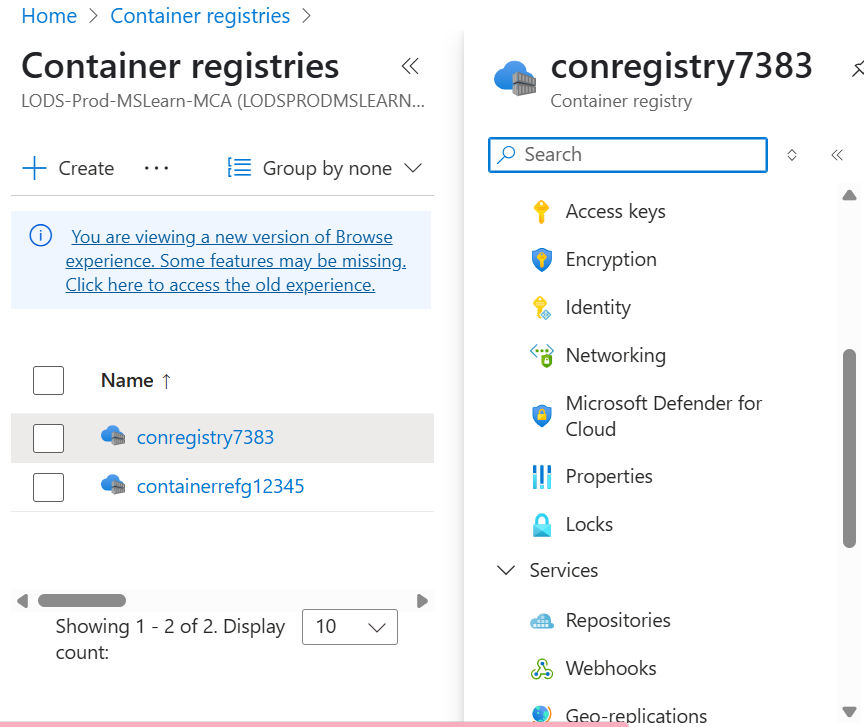 Home > Container registries >
Container registries
LODS-Prod-MSLearn-MCA (LODSPRODMSLEARN...
Create
Group by none
You are viewing a new version of Browse
experience. Some features may be missing.
Click here to access the old experience.
Name ↑
conregistry7383
containerrefg12345
Showing 1 - 2 of 2. Display
count:
10
conregistry7383
Container registry
Search
Access keys
Encryption
Identity
Networking
Microsoft Defender for
Cloud
Properties
Locks
Services
Repositories
Webhooks
Geo-replications